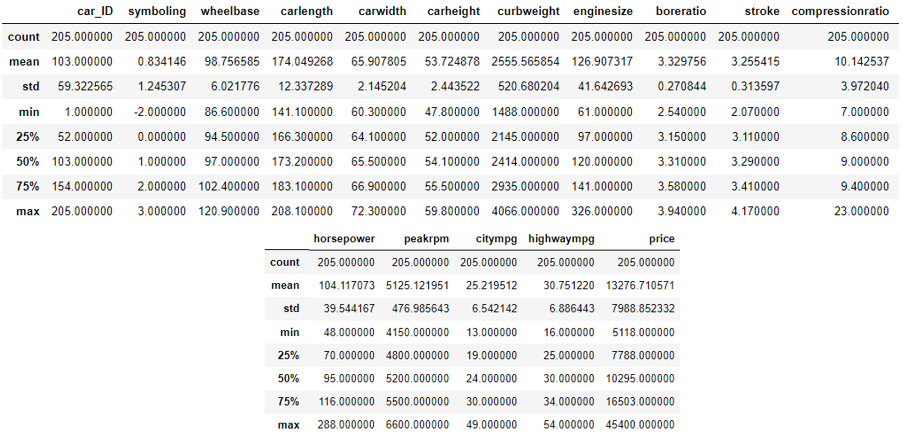 car_ID symboling wheelbase carlength carwidth carheight curbweight enginesize boreratio stroke compressionratio
count 205.000000 205.000000 205.000000 205.000000 205.000000 205.000000 205.000000 205.000000 205.000000 205.000000 205.000000
mean 103.000000 0.834146 98.756585 174.049268 65.907805 53.724878 2555.565854 126.907317 3.329756 3.255415 10.142537
std 59.322565 1.245307 6.021776 12.337289 2.145204 2.443522 520.680204 41.642693 0.270844 0.313597 3.972040
min 1.000000 -2.000000 86.600000 141.100000 60.300000 47.800000 1488.000000 61.000000 2.540000 2.070000 7.000000
25% 52.000000 0.000000 94.500000 166.300000 64.100000 52.000000 2145.000000 97.000000 3.150000 3.110000 8.600000
50% 103.000000 1.000000 97.000000 173.200000 65.500000 54.100000 2414.000000 120.000000 3.310000 3.290000 9.000000
75% 154.000000 2.000000 102.400000 183.100000 66.900000 55.500000 2935.000000 141.000000 3.580000 3.410000 9.400000
max 205.000000 3.000000 120.900000 208.100000 72.300000 59.800000 4066.000000 326.000000 3.940000 4.170000 23.000000
horsepower peakrpm citympg highwaympg price
count 205.000000 205.000000 205.000000 205.000000 205.000000
mean 104.117073 5125.121951 25.219512 30.751220 13276.710571
std 39.544167 476.985643 6.542142 6.886443 7988.852332
min 48.000000 4150.000000 13.000000 16.000000 5118.000000
25% 70.000000 4800.000000 19.000000 25.000000 7788.000000
50% 95.000000 5200.000000 24.000000 30.000000 10295.000000
75% 116.000000 5500.000000 30.000000 34.000000 16503.000000
max 288.000000 6600.000000 49.000000 54.000000 45400.000000